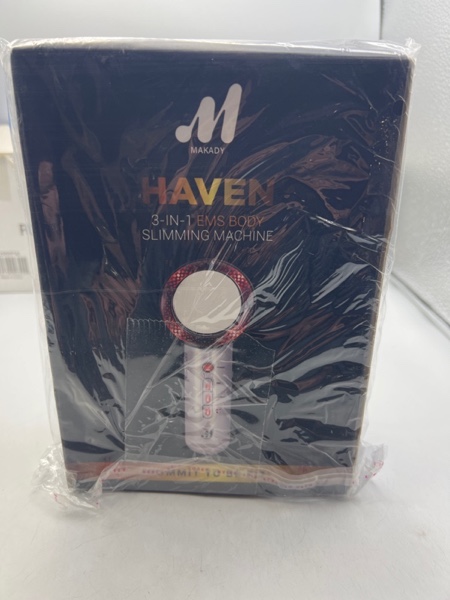 M
MAKADY
HAVEN
3-IN-1 EMS BODY
SLIMMING MACHINE